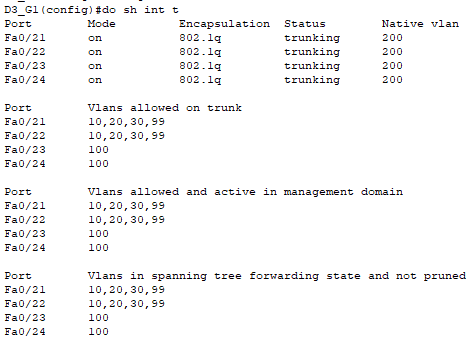 D3_G1(config)#do sh int t
Port Mode Encapsulation Status Native vlan
Fa0/21 on 802.1q trunking 200
Fa0/22 on 802.1q trunking 200
Fa0/23 on 802.1q trunking 200
Fa0/24 on 802.1q trunking 200
Port Vlans allowed on trunk
Fa0/21 10,20,30,99
Fa0/22 10,20,30,99
Fa0/23 100
Fa0/24 100
Port Vlans allowed and active in management domain
Fa0/21 10,20,30,99
Fa0/22 10,20,30,99
Fa0/23 100
Fa0/24 100
Port Vlans in spanning tree forwarding state and not pruned
Fa0/21 10,20,30,99
Fa0/22 10,20,30,99
Fa0/23 100
Fa0/24 100